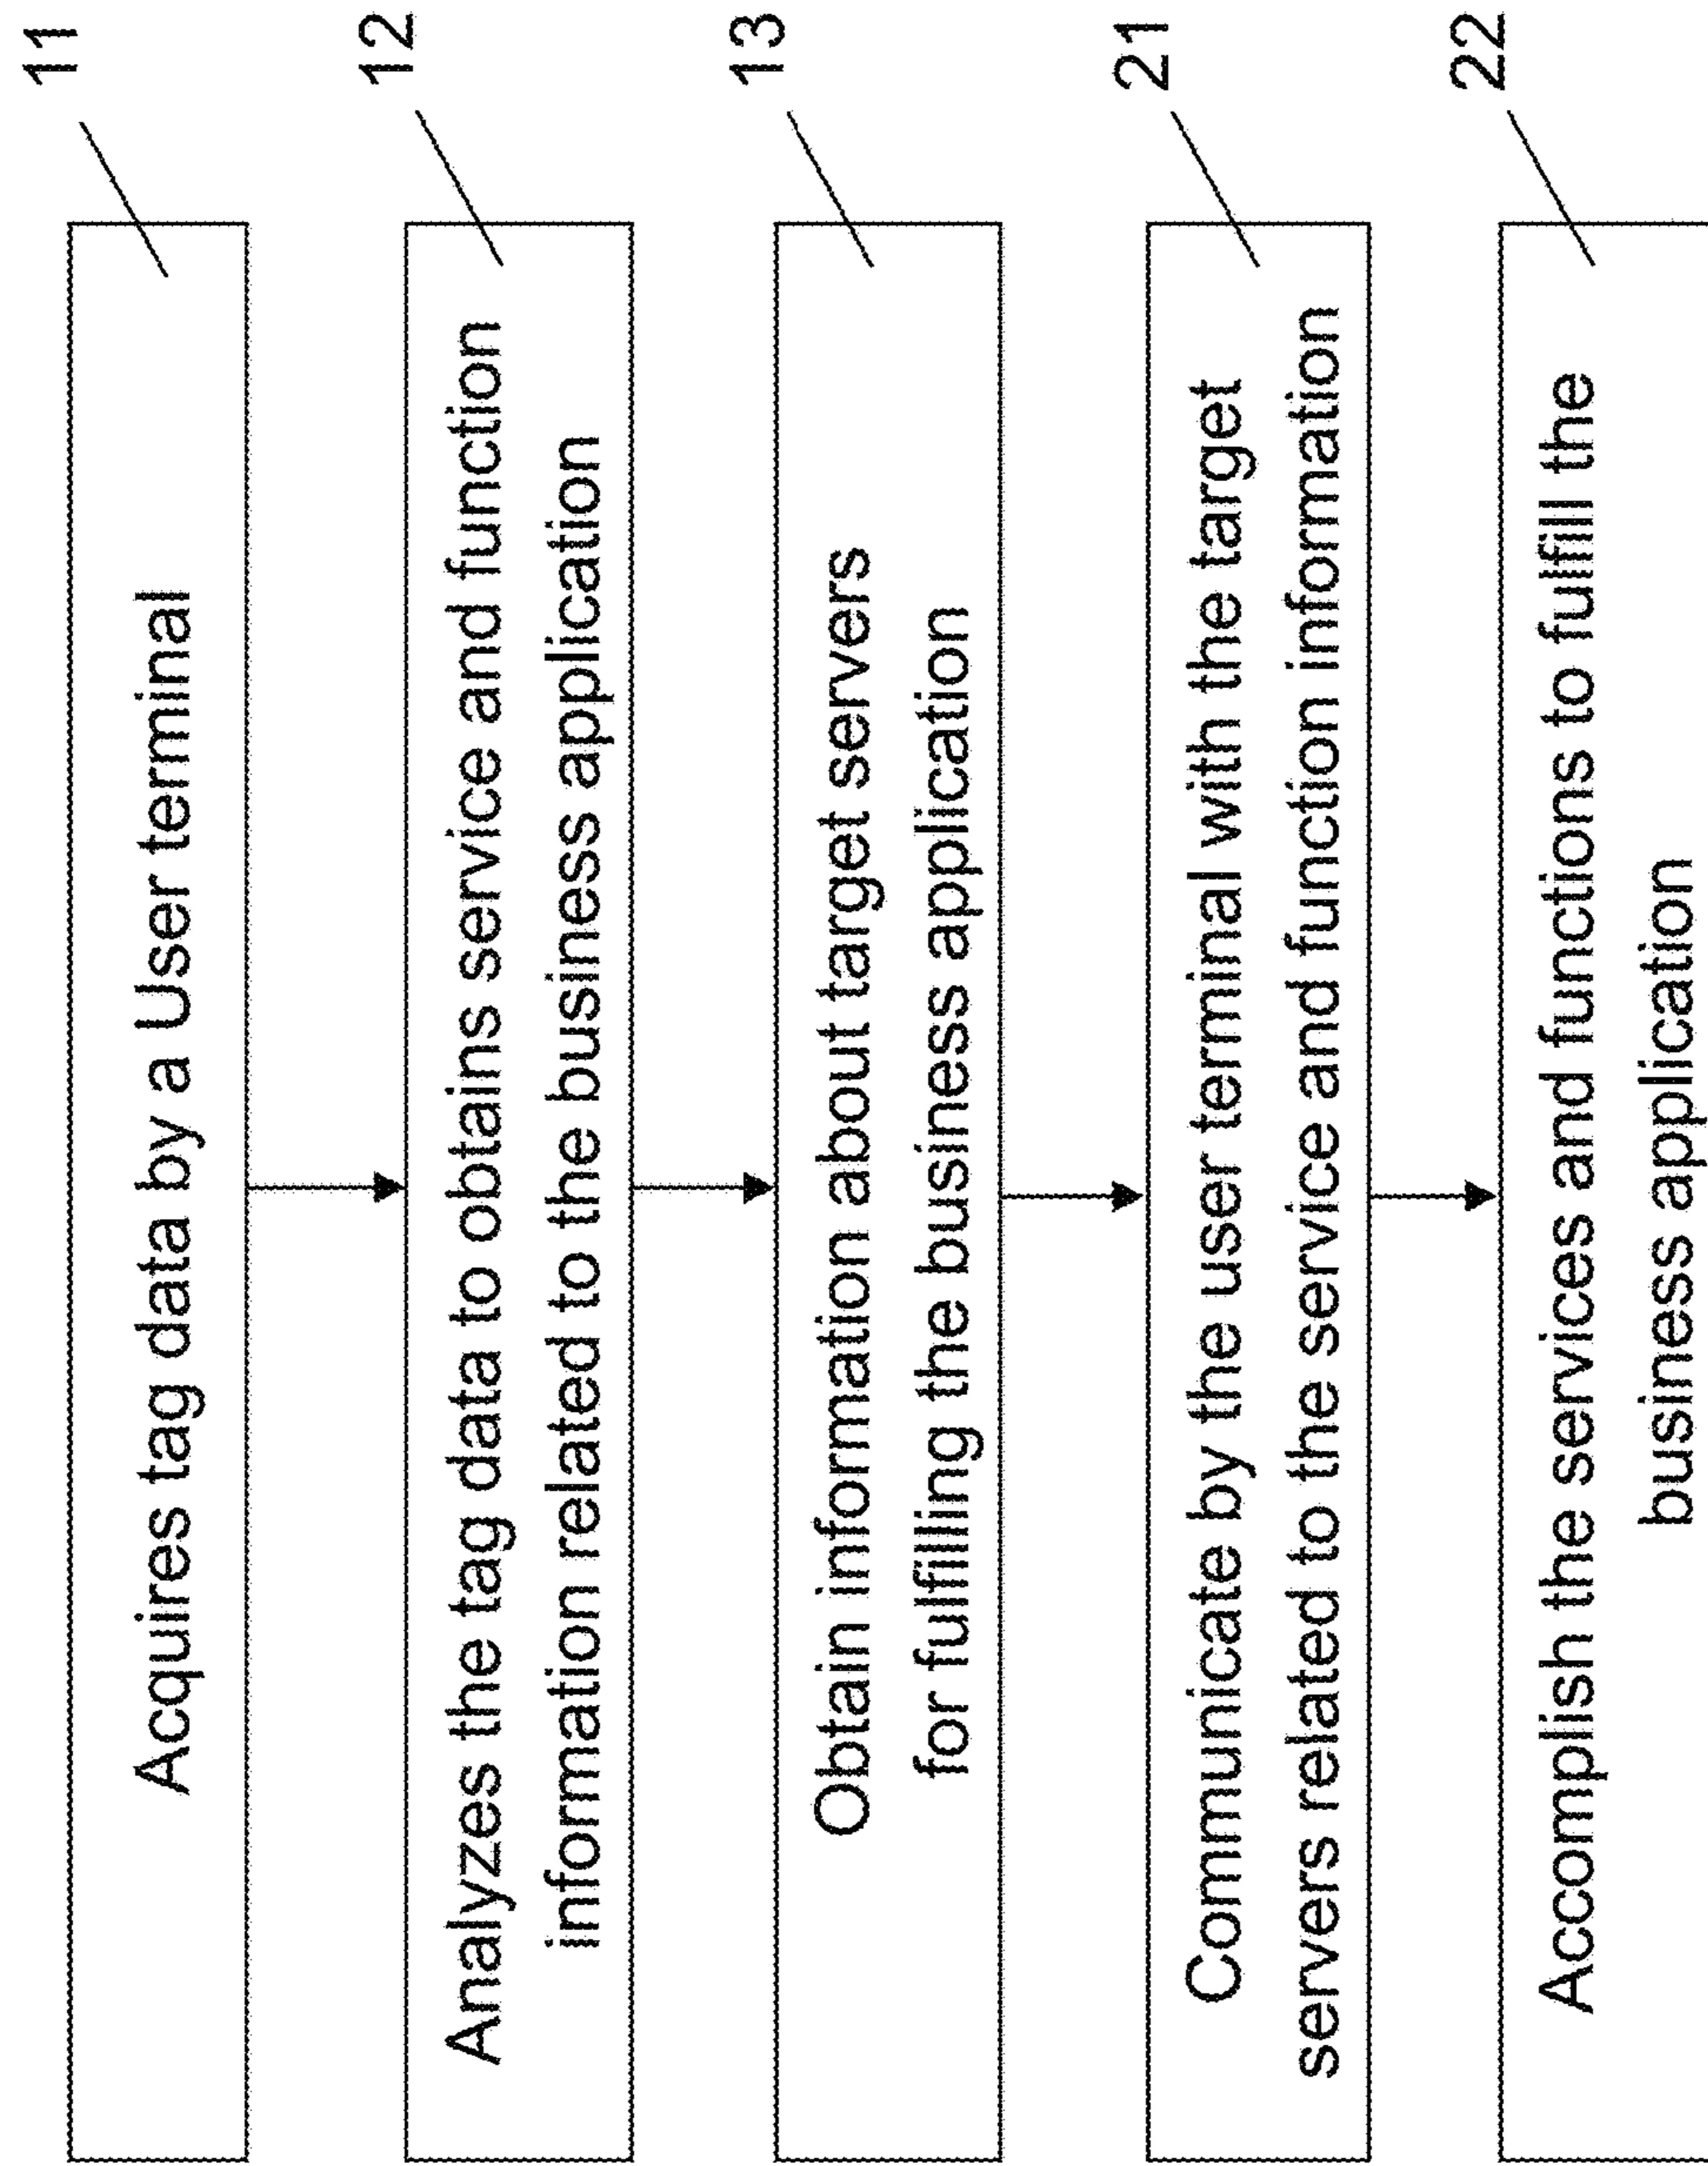 11
Acquires tag data by a User terminal
12
Analyzes the tag data to obtains service and function
information related to the business application
13
Obtain information about target servers
for fulfilling the business application
21
Communicate by the user terminal with the target
servers related to the service and function information
22
Accomplish the services and functions to fulfill the
business application